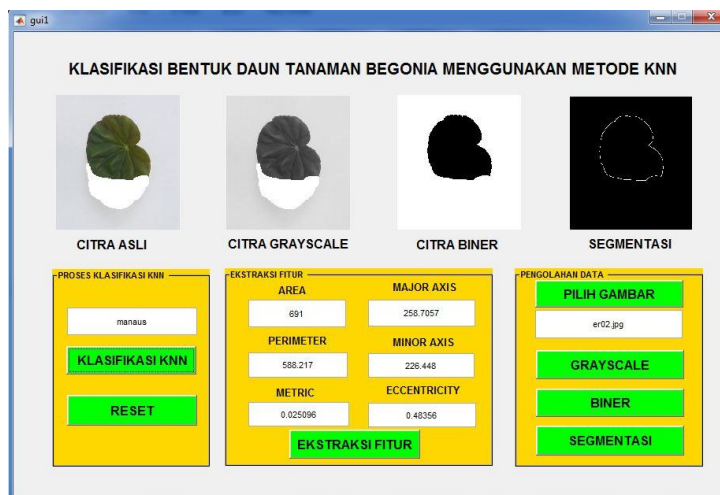 gui1
KLASIFIKASI BENTUK DAUN TANAMAN BEGONIA MENGGUNAKAN METODE KNN
CITRA ASLI
CITRA GRAYSCALE
CITRA BINER
SEGMENTASI
PROSES KLASIFIKASI KNN
manaus
KLASIFIKASI KNN
RESET
EKSTRAKSI FITUR
AREA
MAJOR AXIS
691
258.7057
PERIMETER
MINOR AXIS
588.217
226.448
METRIC
ECCENTRICITY
0.025096
0.48356
EKSTRAKSI FITUR
PENGOLAHAN DATA
PILIH GAMBAR
er02.jpg
GRAYSCALE
BINER
SEGMENTASI